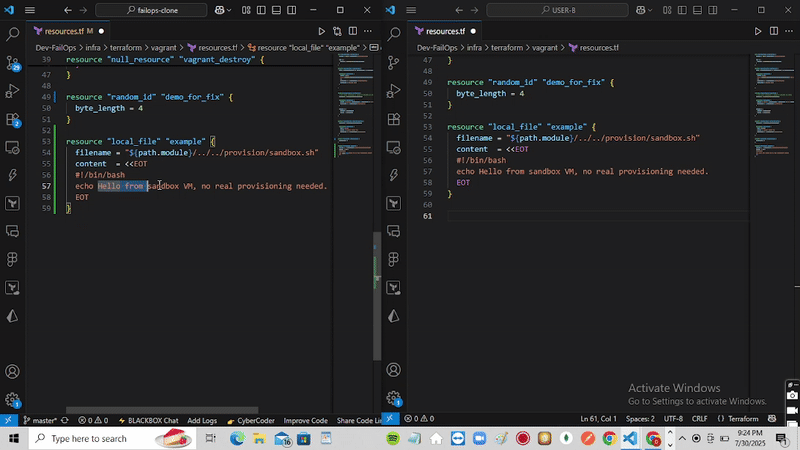 failops-clone
resources.tf M
Dev-FailOps > infra > terraform > vagrant > resources.tf > resource "local_file" "example" >
39 resource "null_resource" "vagrant_destroy" {
47 }
48
49 resource "random_id" "demo_for_fix" {
50 byte_length = 4
51 }
52
53 resource "local_file" "example" {
54 filename = "${path.module}/../../provision/sandbox.sh"
55 content = <<EOT
56 #!/bin/bash
57 echo Hello from sandbox VM, no real provisioning needed.
58 EOT
59 }
29
2
1
master*
0
0
BLACKBOX Chat
Add Logs
CyberCoder
Improve Code
Share Code Lin
USER-8
resources.tf
Dev-FailOps > infra > terraform > vagrant > resources.tf
47 }
48
49 resource "random_id" "demo_for_fix" {
50 byte_length = 4
51 }
52
53 resource "local_file" "example" {
54 filename = "${path.module}/../../provision/sandbox.sh"
55 content = <<EOT
56 #!/bin/bash
57 echo Hello from sandbox VM, no real provisioning needed.
58 EOT
59 }
60
61
1
Activate Windows
Go to Settings to activate Windows.
0
0
Ln 61, Col 1
Spaces: 2
UTF-8
CRLF
{} Terraform
Type here to search
16
9:24 PM
7/30/2025